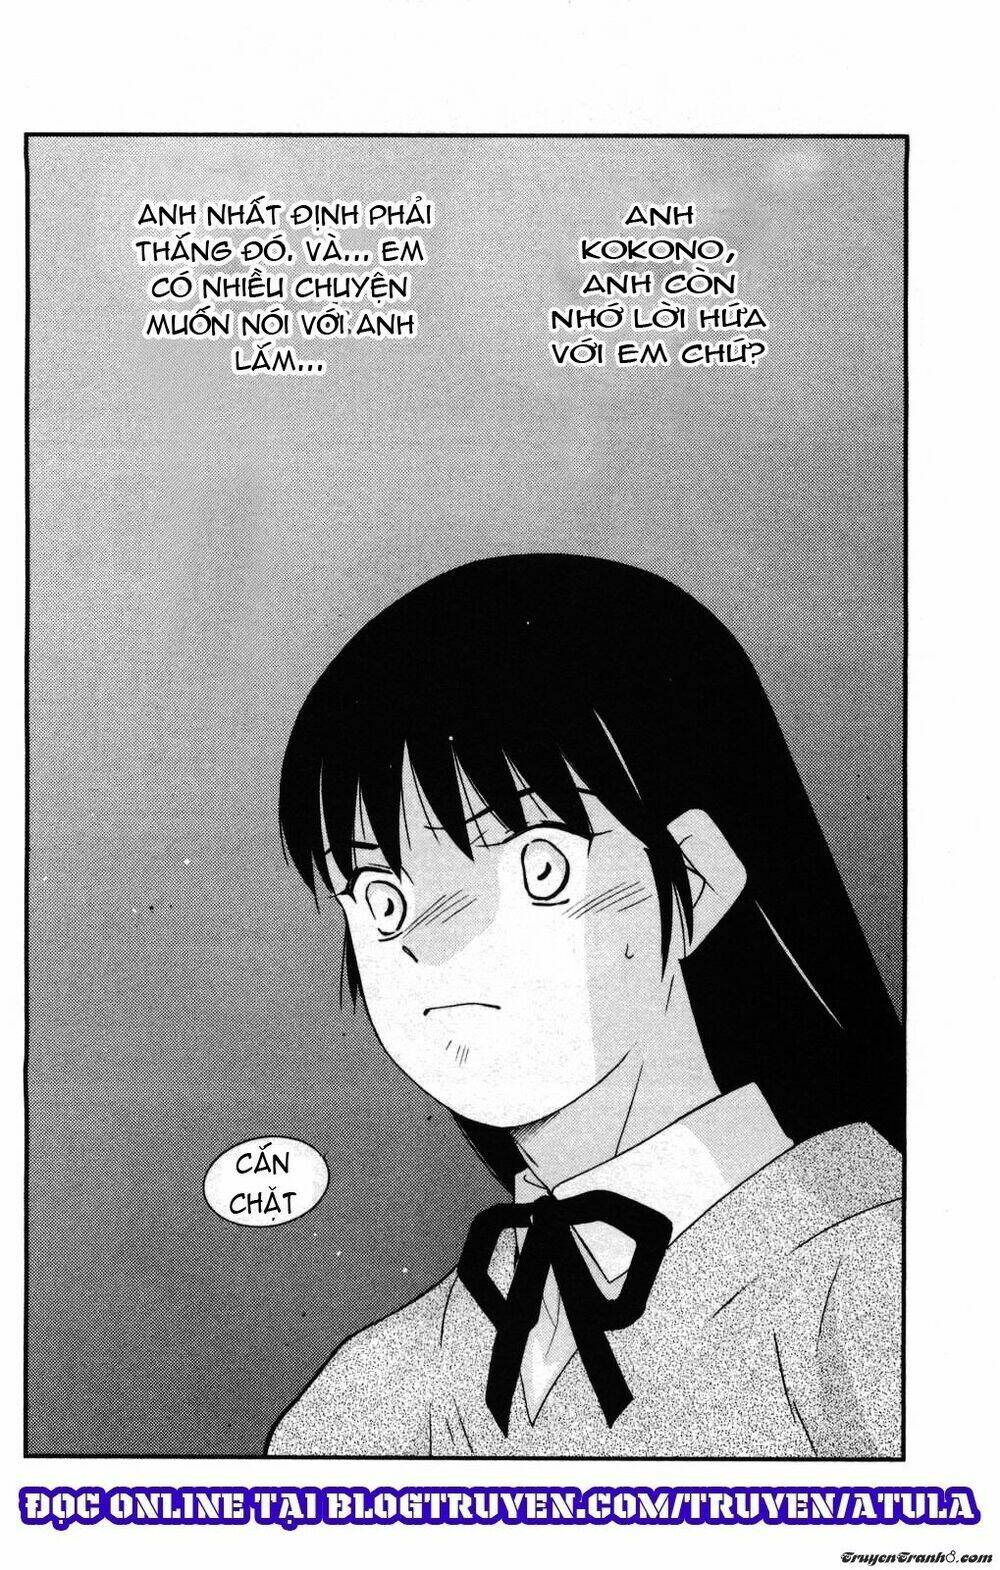 ANH
KOKONO,
ANH CÒN
NHỚ LỜI HỨA
VỚI EM CHỨ?
ANH NHẤT ĐỊNH PHẢI
THẮNG ĐÓ. VÀ... EM
CÓ NHIỀU CHUYỆN
MUỐN NÓI VỚI ANH
LẮM...
CẮN
CHẶT
ĐỌC ONLINE TẠI BLOGTRUYEN.COM/TRUYEN/ATULA
TruyenTranh8.com